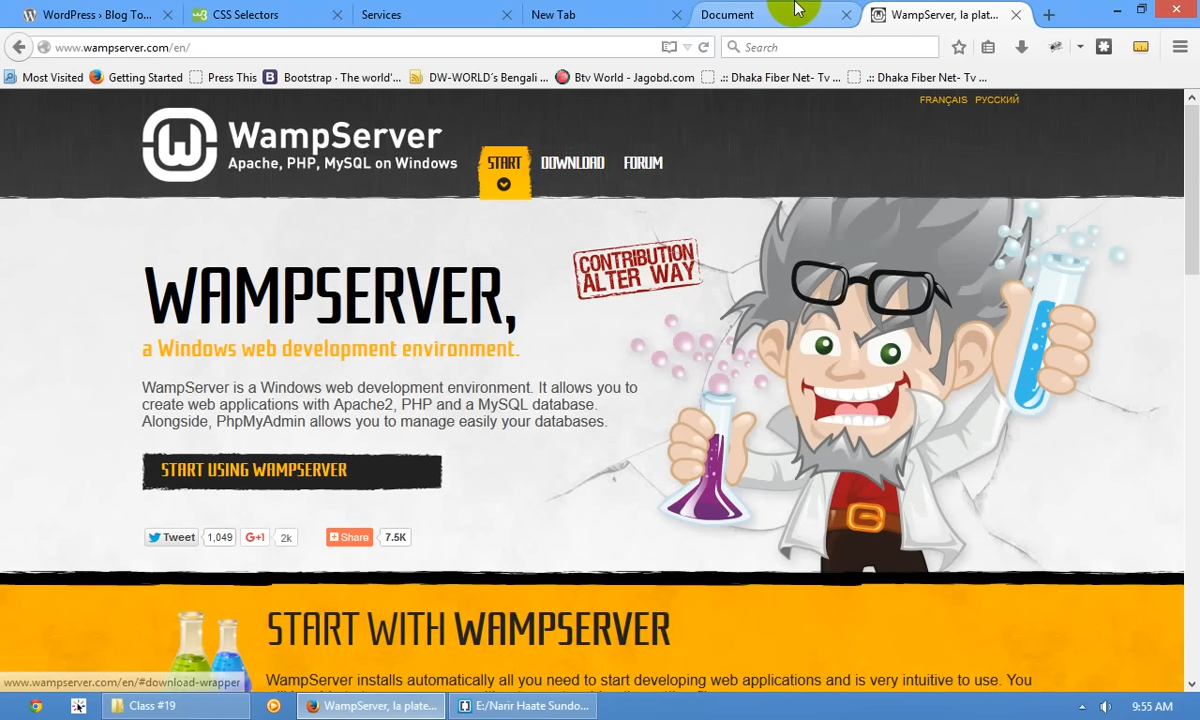 WordPress › Blog To...
CSS Selectors
Services
New Tab
Document
WampServer, la plat...
www.wampserver.com/en/
Search
Most Visited
Getting Started
Press This
Bootstrap · The world'...
DW-WORLD´s Bengali ...
Btv World - Jagobd.com
.:: Dhaka Fiber Net- Tv ...
.:: Dhaka Fiber Net- Tv ...
FRANÇAIS РУССКИЙ
WampServer
Apache, PHP, MySQL on Windows
START DOWNLOAD FORUM
CONTRIBUTION
ALTER WAY
WAMPSERVER,
a Windows web development environment.
WampServer is a Windows web development environment. It allows you to
create web applications with Apache2, PHP and a MySQL database.
Alongside, PhpMyAdmin allows you to manage easily your databases.
START USING WAMPSERVER
Tweet 1,049 G+1 2k Share 7.5K
START WITH WAMPSERVER
WampServer installs automatically all you need to start developing web applications and is very intuitive to use. You
www.wampserver.com/en/#download-wrapper
Class #19
WampServer, la plate...
E:/Narir Haate Sundo...
9:55 AM